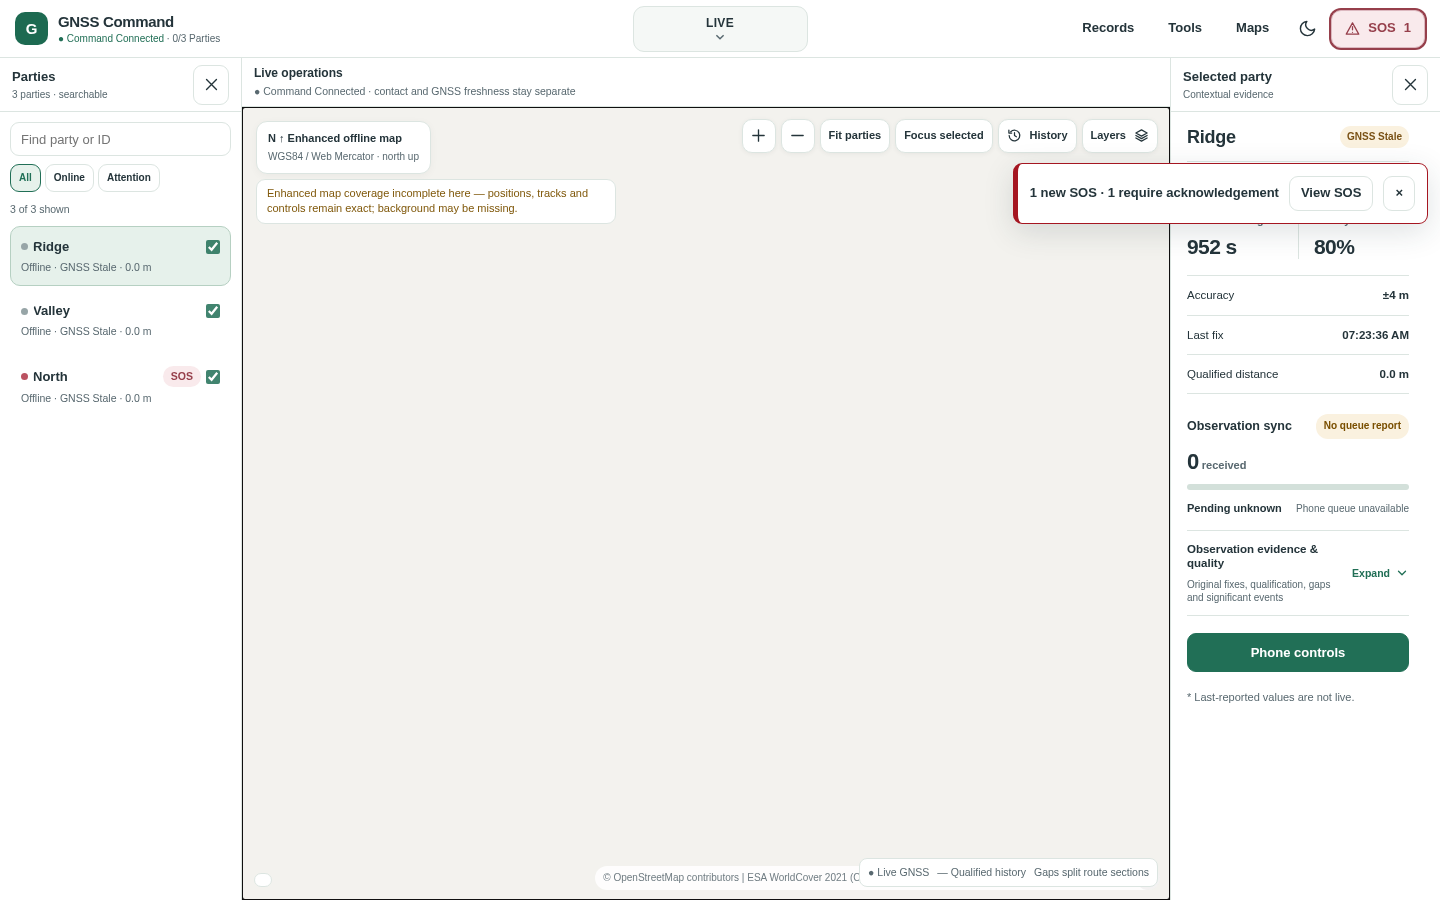 G
GNSS Command
● Command Connected · 0/3 Parties
LIVE
Records
Tools
Maps
SOS 1
Parties
3 parties · searchable
Find party or ID
All
Online
Attention
3 of 3 shown
Ridge
Offline · GNSS Stale · 0.0 m
Valley
Offline · GNSS Stale · 0.0 m
North
SOS
Offline · GNSS Stale · 0.0 m
Live operations
● Command Connected · contact and GNSS freshness stay separate
N ↑ Enhanced offline map
WGS84 / Web Mercator · north up
Enhanced map coverage incomplete here — positions, tracks and
controls remain exact; background may be missing.
Fit parties
Focus selected
History
Layers
© OpenStreetMap contributors | ESA WorldCover 2021 (C
● Live GNSS — Qualified history Gaps split route sections
Selected party
Contextual evidence
Ridge
GNSS Stale
1 new SOS · 1 require acknowledgement
View SOS
×
952 s
80%
Accuracy
±4 m
Last fix
07:23:36 AM
Qualified distance
0.0 m
Observation sync
No queue report
0 received
Pending unknown
Phone queue unavailable
Observation evidence &
quality
Original fixes, qualification, gaps
and significant events
Expand
Phone controls
* Last-reported values are not live.